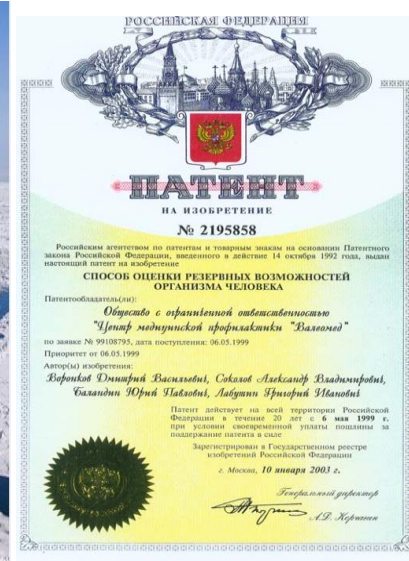 РОССИЙСКАЯ ФЕДЕРАЦИЯ
ПАТЕНТ
НА ИЗОБРЕТЕНИЕ
№ 2195858
Российским агентством по патентам и товарным знакам на основании Патентного
закона Российской Федерации, введенного в действие 14 октября 1992 года, выдан
настоящий патент на изобретение
СПОСОБ ОЦЕНКИ РЕЗЕРВНЫХ ВОЗМОЖНОСТЕЙ
ОРГАНИЗМА ЧЕЛОВЕКА
Патентообладатель(ли):
Общество с ограниченной ответственностью
"Центр медицинской профилактики "Валеомед"
по заявке № 99108795, дата поступления: 06.05.1999
Приоритет от 06.05.1999
Автор(ы) изобретения:
Воронков Дмитрий Васильевич, Соколов Александр Владимирович,
Баландин Юрий Павлович, Лабутин Григорий Иванович
Патент действует на всей территории Российской
Федерации в течение 20 лет с 6 мая 1999 г.
при условии своевременной уплаты пошлины за
поддержание патента в силе
Зарегистрирован в Государственном реестре
изобретений Российской Федерации
г. Москва, 10 января 2003 г.
Генеральный директор
А.Д. Корчагин